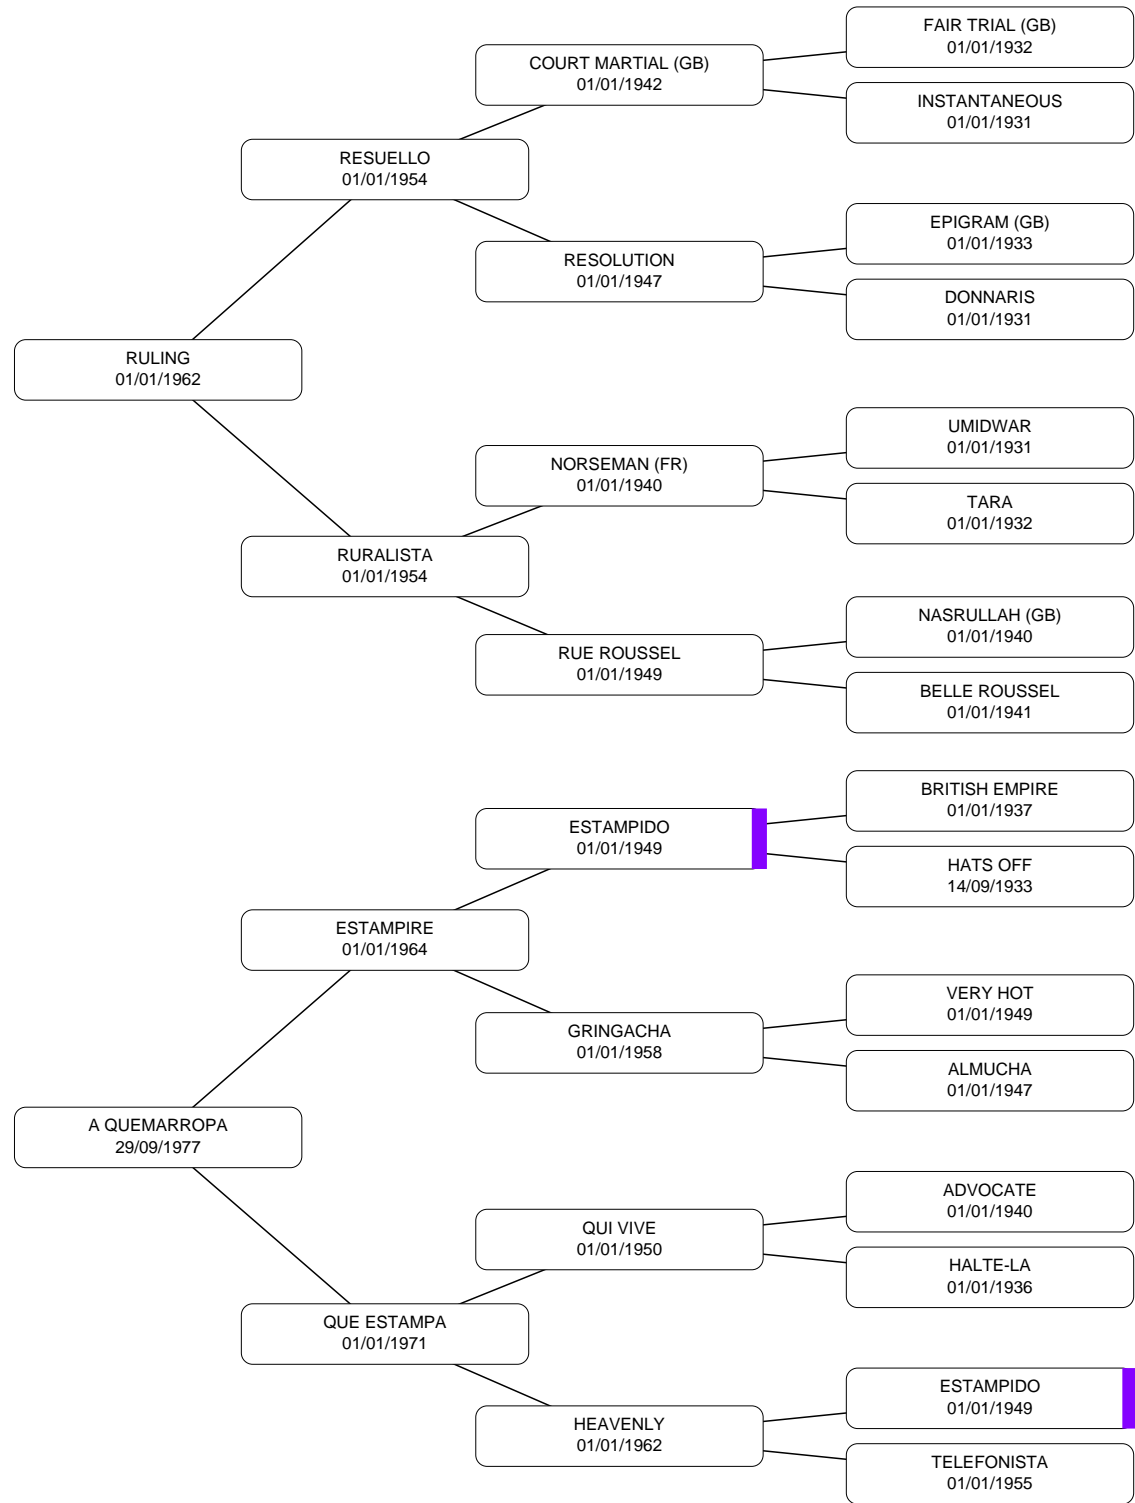 FAIR TRIAL (GB)
01/01/1932
COURT MARTIAL (GB)
01/01/1942
INSTANTANEOUS
01/01/1931
RESUELLO
01/01/1954
EPIGRAM (GB)
01/01/1933
RESOLUTION
01/01/1947
DONNARIS
01/01/1931
RULING
01/01/1962
UMIDWAR
01/01/1931
NORSEMAN (FR)
01/01/1940
TARA
01/01/1932
RURALISTA
01/01/1954
NASRULLAH (GB)
01/01/1940
RUE ROUSSEL
01/01/1949
BELLE ROUSSEL
01/01/1941
BRITISH EMPIRE
01/01/1937
ESTAMPIDO
01/01/1949
HATS OFF
14/09/1933
ESTAMPIRE
01/01/1964
VERY HOT
01/01/1949
GRINGACHA
01/01/1958
ALMUCHA
01/01/1947
A QUEMARROPA
29/09/1977
ADVOCATE
01/01/1940
QUI VIVE
01/01/1950
HALTE-LA
01/01/1936
QUE ESTAMPA
01/01/1971
ESTAMPIDO
01/01/1949
HEAVENLY
01/01/1962
TELEFONISTA
01/01/1955